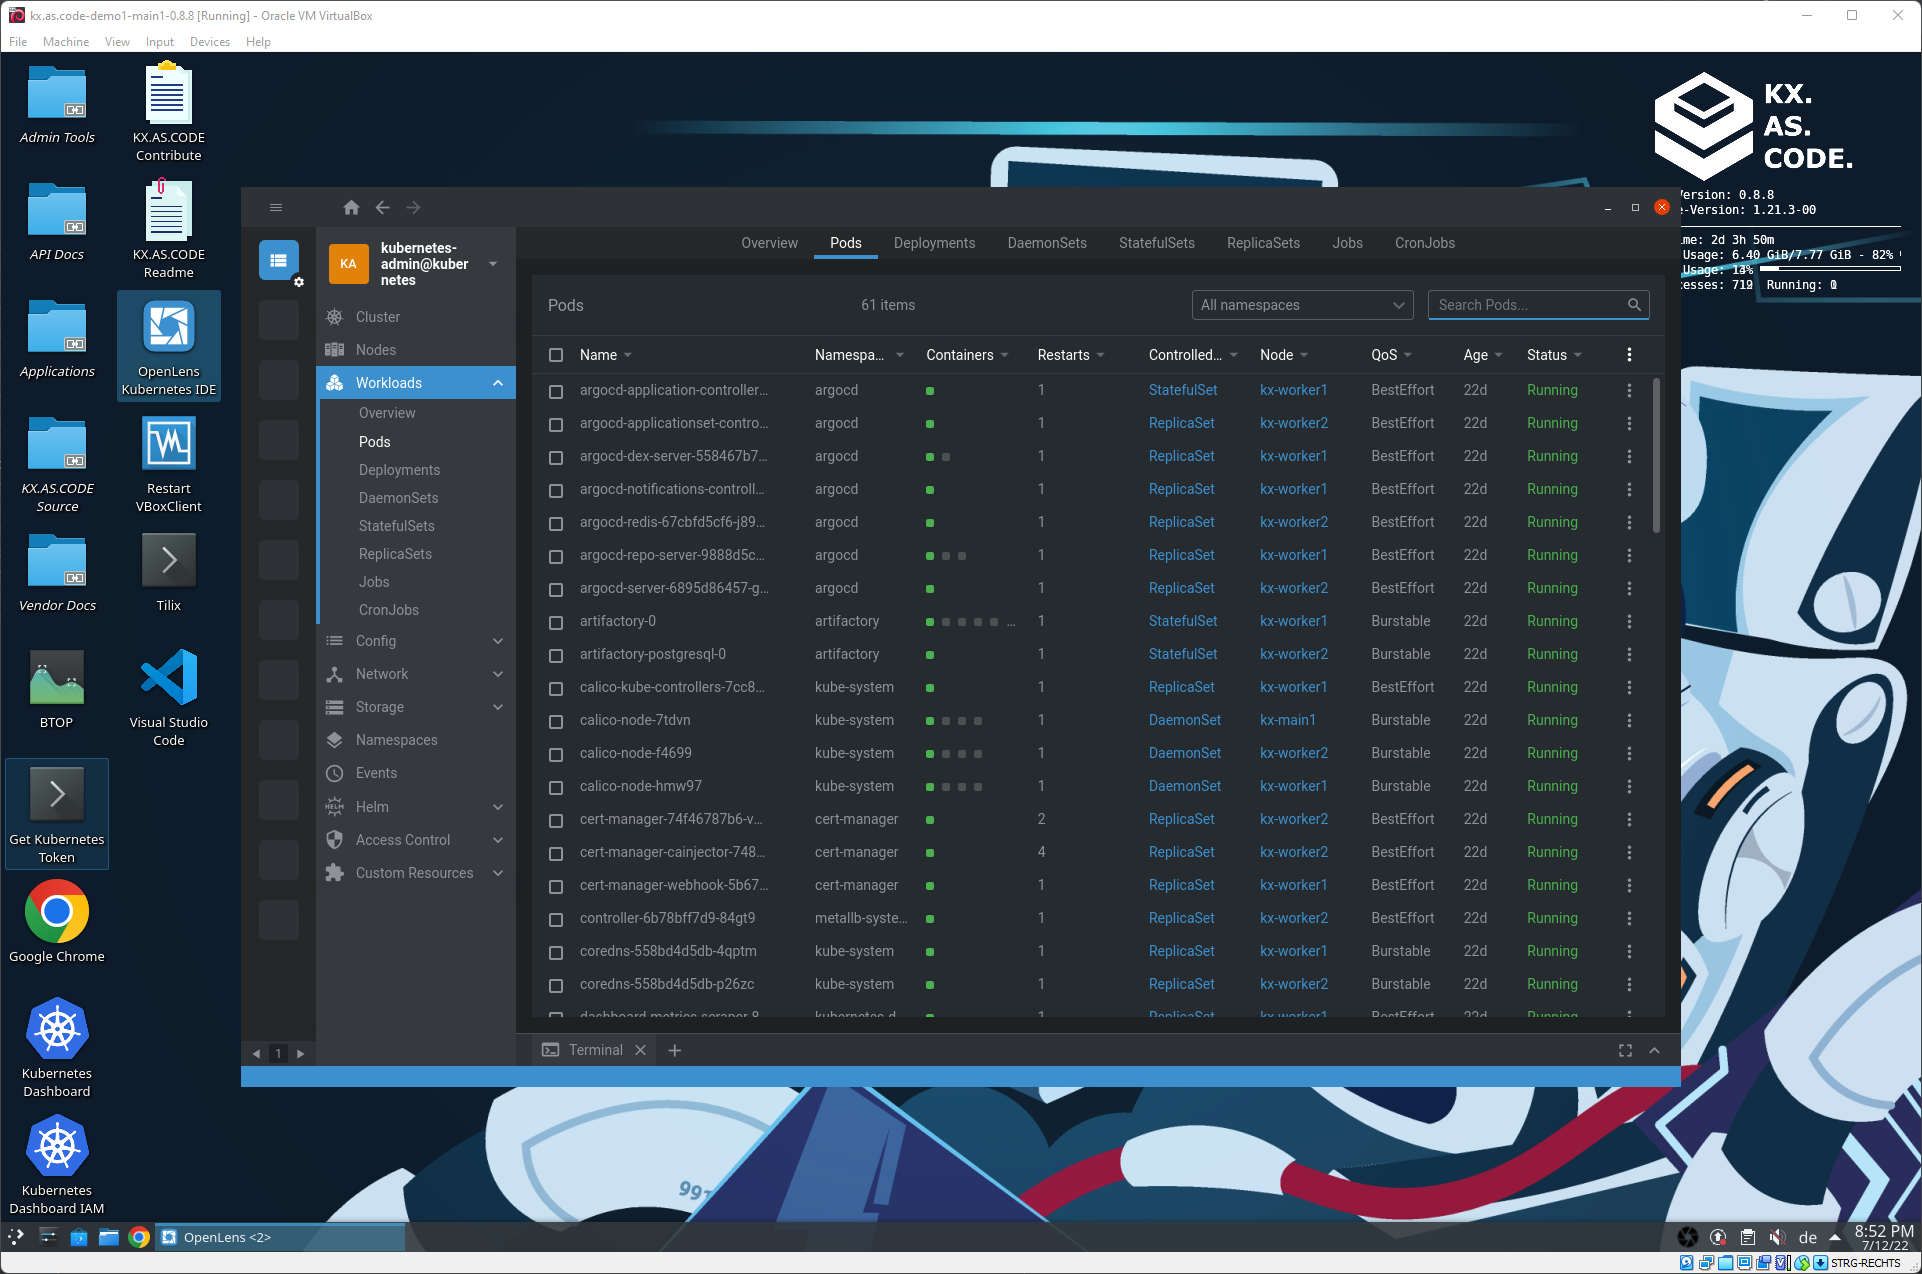 kx.as.code-demo1-main1-0.8.8 [Running] - Oracle VM VirtualBox
File Machine View Input Devices Help
Admin Tools
KX.AS.CODE
Contribute
API Docs
KX.AS.CODE
Readme
Applications
OpenLens
Kubernetes IDE
KX.AS.CODE
Source
Restart
VBoxClient
Vendor Docs
Tilix
BTOP
Visual Studio
Code
Get Kubernetes
Token
Google Chrome
Kubernetes
Dashboard
Kubernetes
Dashboard IAM
KX.
AS.
CODE.
ersion: 0.8.8
e-Version: 1.21.3-00
me: 2d 3h 50m
Usage: 6.40 GiB/7.77 GiB - 82%
Usage:
cesses: Running:
KA
kubernetes-
admin@kuber
netes
Cluster
Nodes
Workloads
Overview
Pods
Deployments
DaemonSets
StatefulSets
ReplicaSets
Jobs
CronJobs
Config
Network
Storage
Namespaces
Events
Helm
Access Control
Custom Resources
1
Overview Pods Deployments DaemonSets StatefulSets ReplicaSets Jobs CronJobs
Pods 61 items All namespaces Search Pods...
Name Namespa... Containers Restarts Controlled... Node QoS Age Status
argocd-application-controller... argocd 1 StatefulSet kx-worker1 BestEffort 22d Running
argocd-applicationset-contro... argocd 1 ReplicaSet kx-worker2 BestEffort 22d Running
argocd-dex-server-558467b7... argocd 1 ReplicaSet kx-worker1 BestEffort 22d Running
argocd-notifications-controll... argocd 1 ReplicaSet kx-worker1 BestEffort 22d Running
argocd-redis-67cbfd5cf6-j89... argocd 1 ReplicaSet kx-worker2 BestEffort 22d Running
argocd-repo-server-9888d5c... argocd 1 ReplicaSet kx-worker1 BestEffort 22d Running
argocd-server-6895d86457-g... argocd 1 ReplicaSet kx-worker2 BestEffort 22d Running
artifactory-0 artifactory ... 1 StatefulSet kx-worker1 Burstable 22d Running
artifactory-postgresql-0 artifactory 1 StatefulSet kx-worker2 Burstable 22d Running
calico-kube-controllers-7cc8... kube-system 1 ReplicaSet kx-worker1 BestEffort 22d Running
calico-node-7tdvn kube-system 1 DaemonSet kx-main1 Burstable 22d Running
calico-node-f4699 kube-system 1 DaemonSet kx-worker2 Burstable 22d Running
calico-node-hmw97 kube-system 1 DaemonSet kx-worker1 Burstable 22d Running
cert-manager-74f46787b6-v... cert-manager 2 ReplicaSet kx-worker2 BestEffort 22d Running
cert-manager-cainjector-748... cert-manager 4 ReplicaSet kx-worker2 BestEffort 22d Running
cert-manager-webhook-5b67... cert-manager 1 ReplicaSet kx-worker1 BestEffort 22d Running
controller-6b78bff7d9-84gt9 metallb-syste... 1 ReplicaSet kx-worker2 BestEffort 22d Running
coredns-558bd4d5db-4qptm kube-system 1 ReplicaSet kx-worker1 Burstable 22d Running
coredns-558bd4d5db-p26zc kube-system 1 ReplicaSet kx-worker2 Burstable 22d Running
dashboard-metrics-scraper-8 kubernetes-d 1 ReplicaSet kx-worker1 BestEffort 22d Running
Terminal
OpenLens <2>
de
8:52 PM
7/12/22
STRG-RECHTS